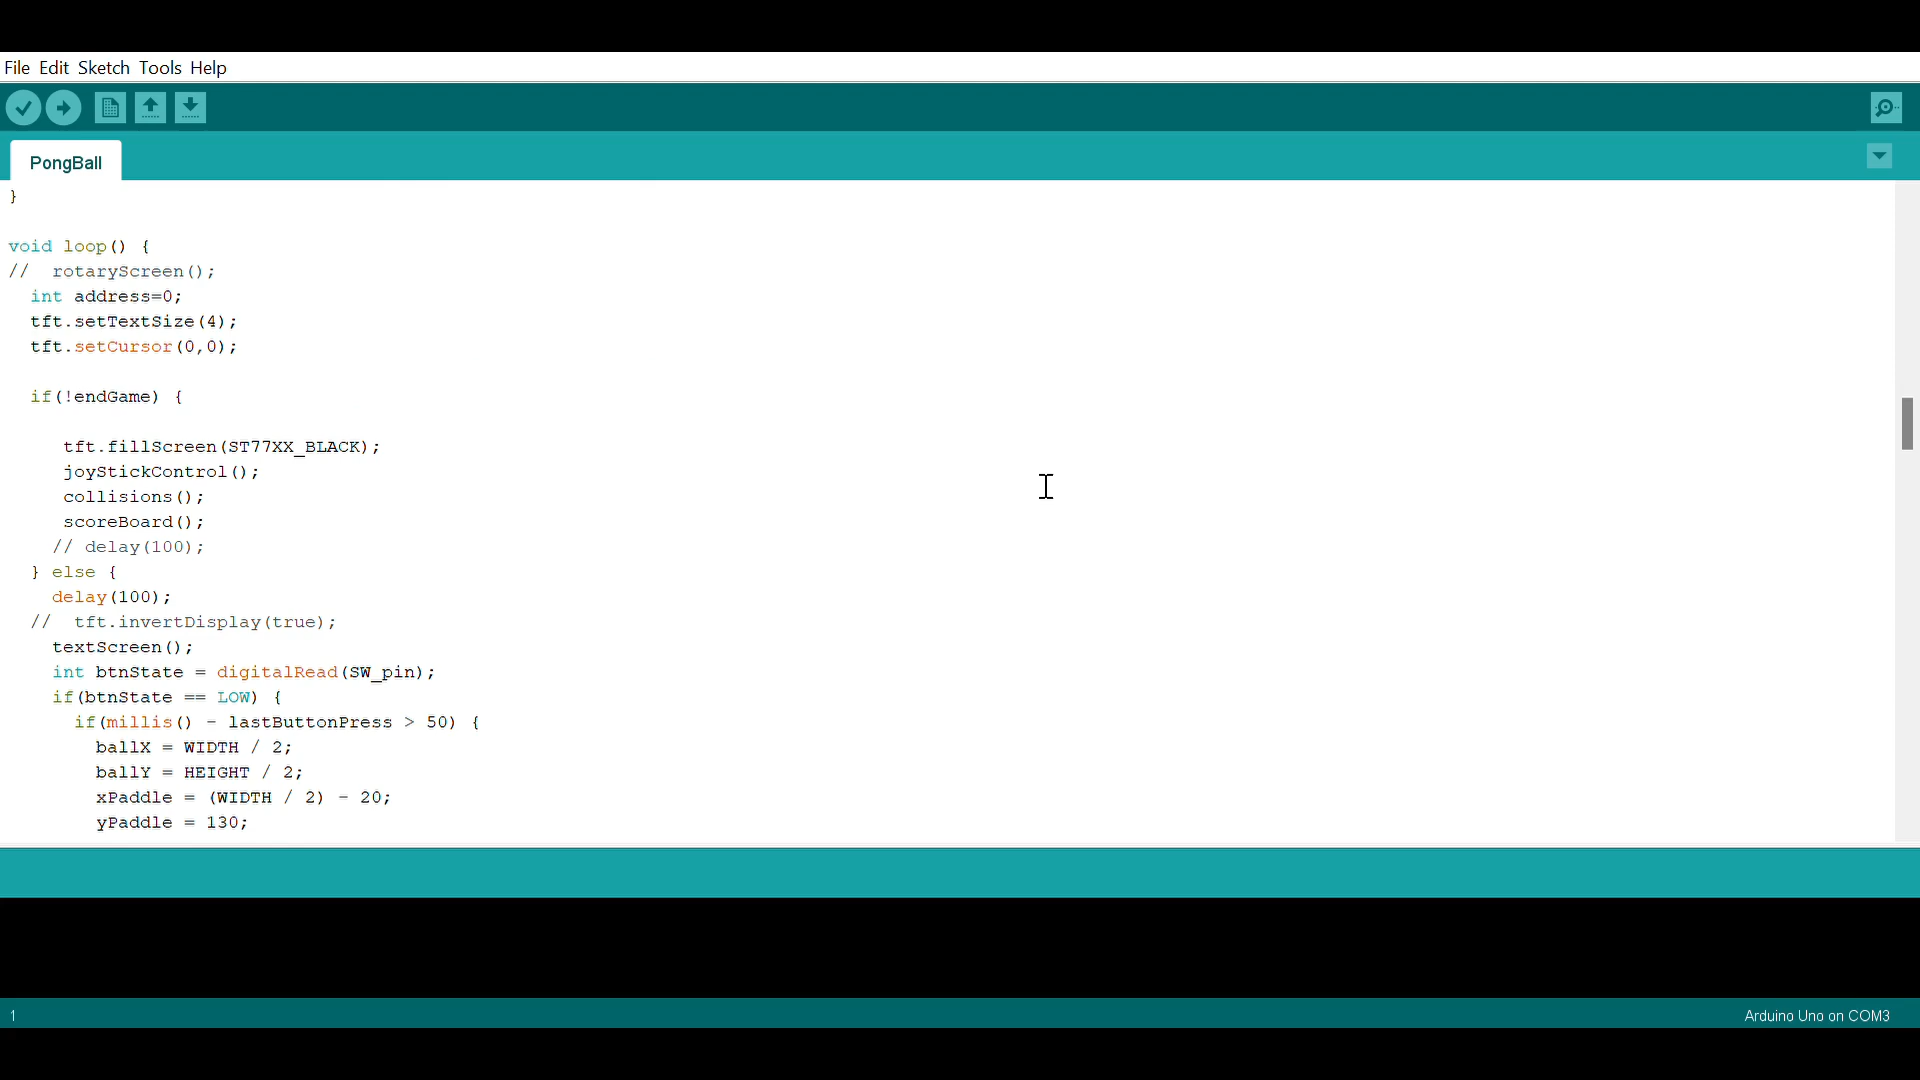 File Edit Sketch Tools Help
PongBall
}
void loop() {
//  rotaryScreen();
  int address=0;
  tft.setTextSize(4);
  tft.setCursor(0,0);
  if(!endGame) {
     tft.fillScreen(ST77XX_BLACK);
     joyStickControl();
     collisions();
     scoreBoard();
    // delay(100);
  } else {
    delay(100);
  //  tft.invertDisplay(true);
    textScreen();
    int btnState = digitalRead(SW_pin);
    if(btnState == LOW) {
      if(millis() - lastButtonPress > 50) {
        ballX = WIDTH / 2;
        ballY = HEIGHT / 2;
        xPaddle = (WIDTH / 2) - 20;
        yPaddle = 130;
1
Arduino Uno on COM3